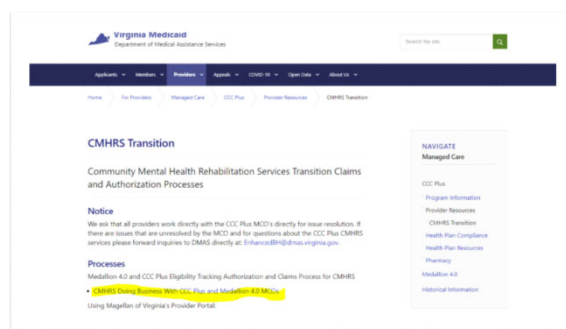 Virginia Medicaid
Department of Medical Assistance Services
Search the site
Applicants Members Providers Appeals COVID-19 Open Data About Us
Home For Providers Managed Care CCC Plus Provider Resources CMHRS Transition
CMHRS Transition
Community Mental Health Rehabilitation Services Transition Claims
and Authorization Processes
Notice
We ask that all providers work directly with the CCC Plus MCO's directly for issue resolution. If
there are issues that are unresolved by the MCO and for questions about the CCC Plus CMHRS
services please forward inquiries to DMAS directly at: EnhancedBH@dmas.virginia.gov.
Processes
Medallion 4.0 and CCC Plus Eligibility Tracking Authorization and Claims Process for CMHRS
• CMHRS Doing Business With CCC Plus and Medallion 4.0 MCOs
Using Magellan of Virginia's Provider Portal:
NAVIGATE
Managed Care
CCC Plus
Program Information
Provider Resources
CMHRS Transition
Health Plan Compliance
Health Plan Resources
Pharmacy
Medallion 4.0
Historical Information